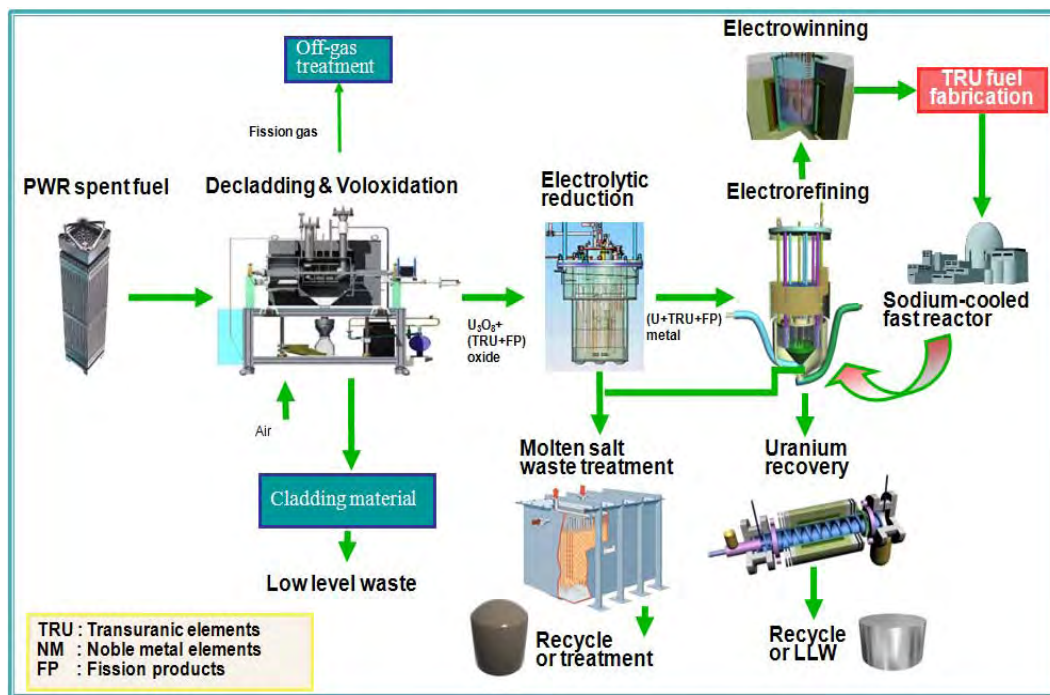 Electrowinning
Off-gas
treatment
TRU fuel
fabrication
Fission gas
PWR spent fuel
Decladding & Voloxidation
Electrolytic
reduction
Electrorefining
U₃O₈+
(TRU+FP)
oxide
(U+TRU+FP)
metal
Sodium-cooled
fast reactor
Air
Molten salt
waste treatment
Uranium
recovery
Cladding material
Low level waste
TRU : Transuranic elements
NM : Noble metal elements
FP : Fission products
Recycle
or treatment
Recycle
or LLW